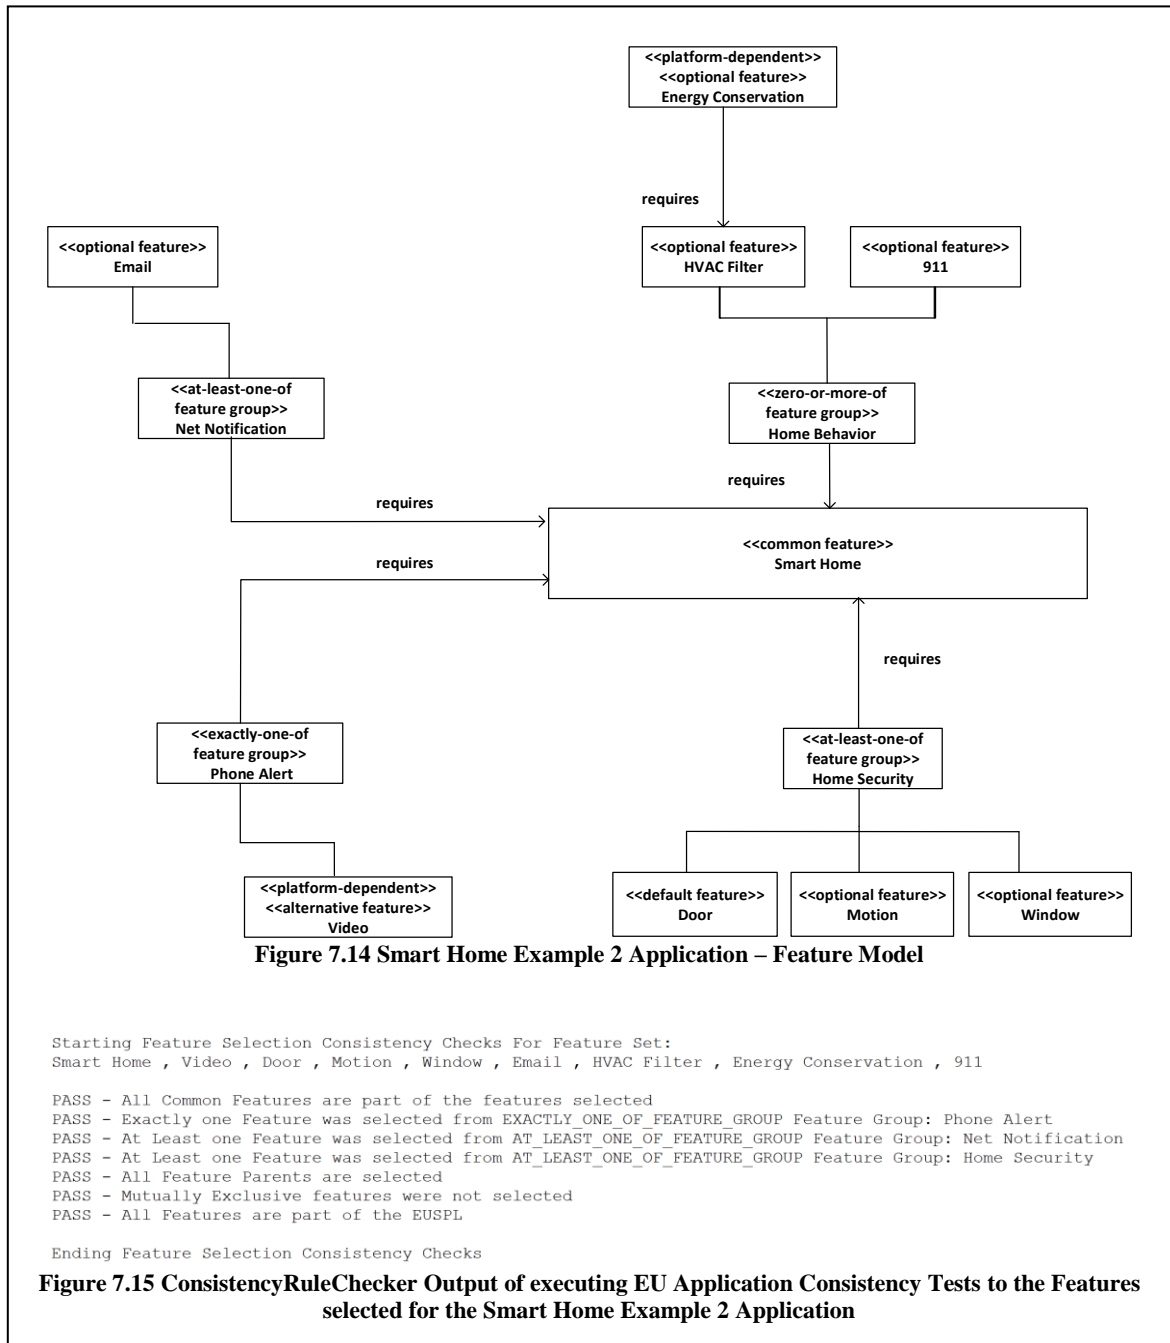 <<platform-dependent>>
<<optional feature>>
Energy Conservation
requires
<<optional feature>>
Email
<<optional feature>>
HVAC Filter
<<optional feature>>
911
<<at-least-one-of
feature group>>
Net Notification
<<zero-or-more-of
feature group>>
Home Behavior
requires
requires
<<common feature>>
Smart Home
requires
requires
<<exactly-one-of
feature group>>
Phone Alert
<<at-least-one-of
feature group>>
Home Security
<<platform-dependent>>
<<alternative feature>>
Video
<<default feature>>
Door
<<optional feature>>
Motion
<<optional feature>>
Window
Figure 7.14 Smart Home Example 2 Application – Feature Model
Starting Feature Selection Consistency Checks For Feature Set:
Smart Home , Video , Door , Motion , Window , Email , HVAC Filter , Energy Conservation , 911
PASS - All Common Features are part of the features selected
PASS - Exactly one Feature was selected from EXACTLY_ONE_OF_FEATURE_GROUP Feature Group: Phone Alert
PASS - At Least one Feature was selected from AT_LEAST_ONE_OF_FEATURE_GROUP Feature Group: Net Notification
PASS - At Least one Feature was selected from AT_LEAST_ONE_OF_FEATURE_GROUP Feature Group: Home Security
PASS - All Feature Parents are selected
PASS - Mutually Exclusive features were not selected
PASS - All Features are part of the EUSPL
Ending Feature Selection Consistency Checks
Figure 7.15 ConsistencyRuleChecker Output of executing EU Application Consistency Tests to the Features
selected for the Smart Home Example 2 Application